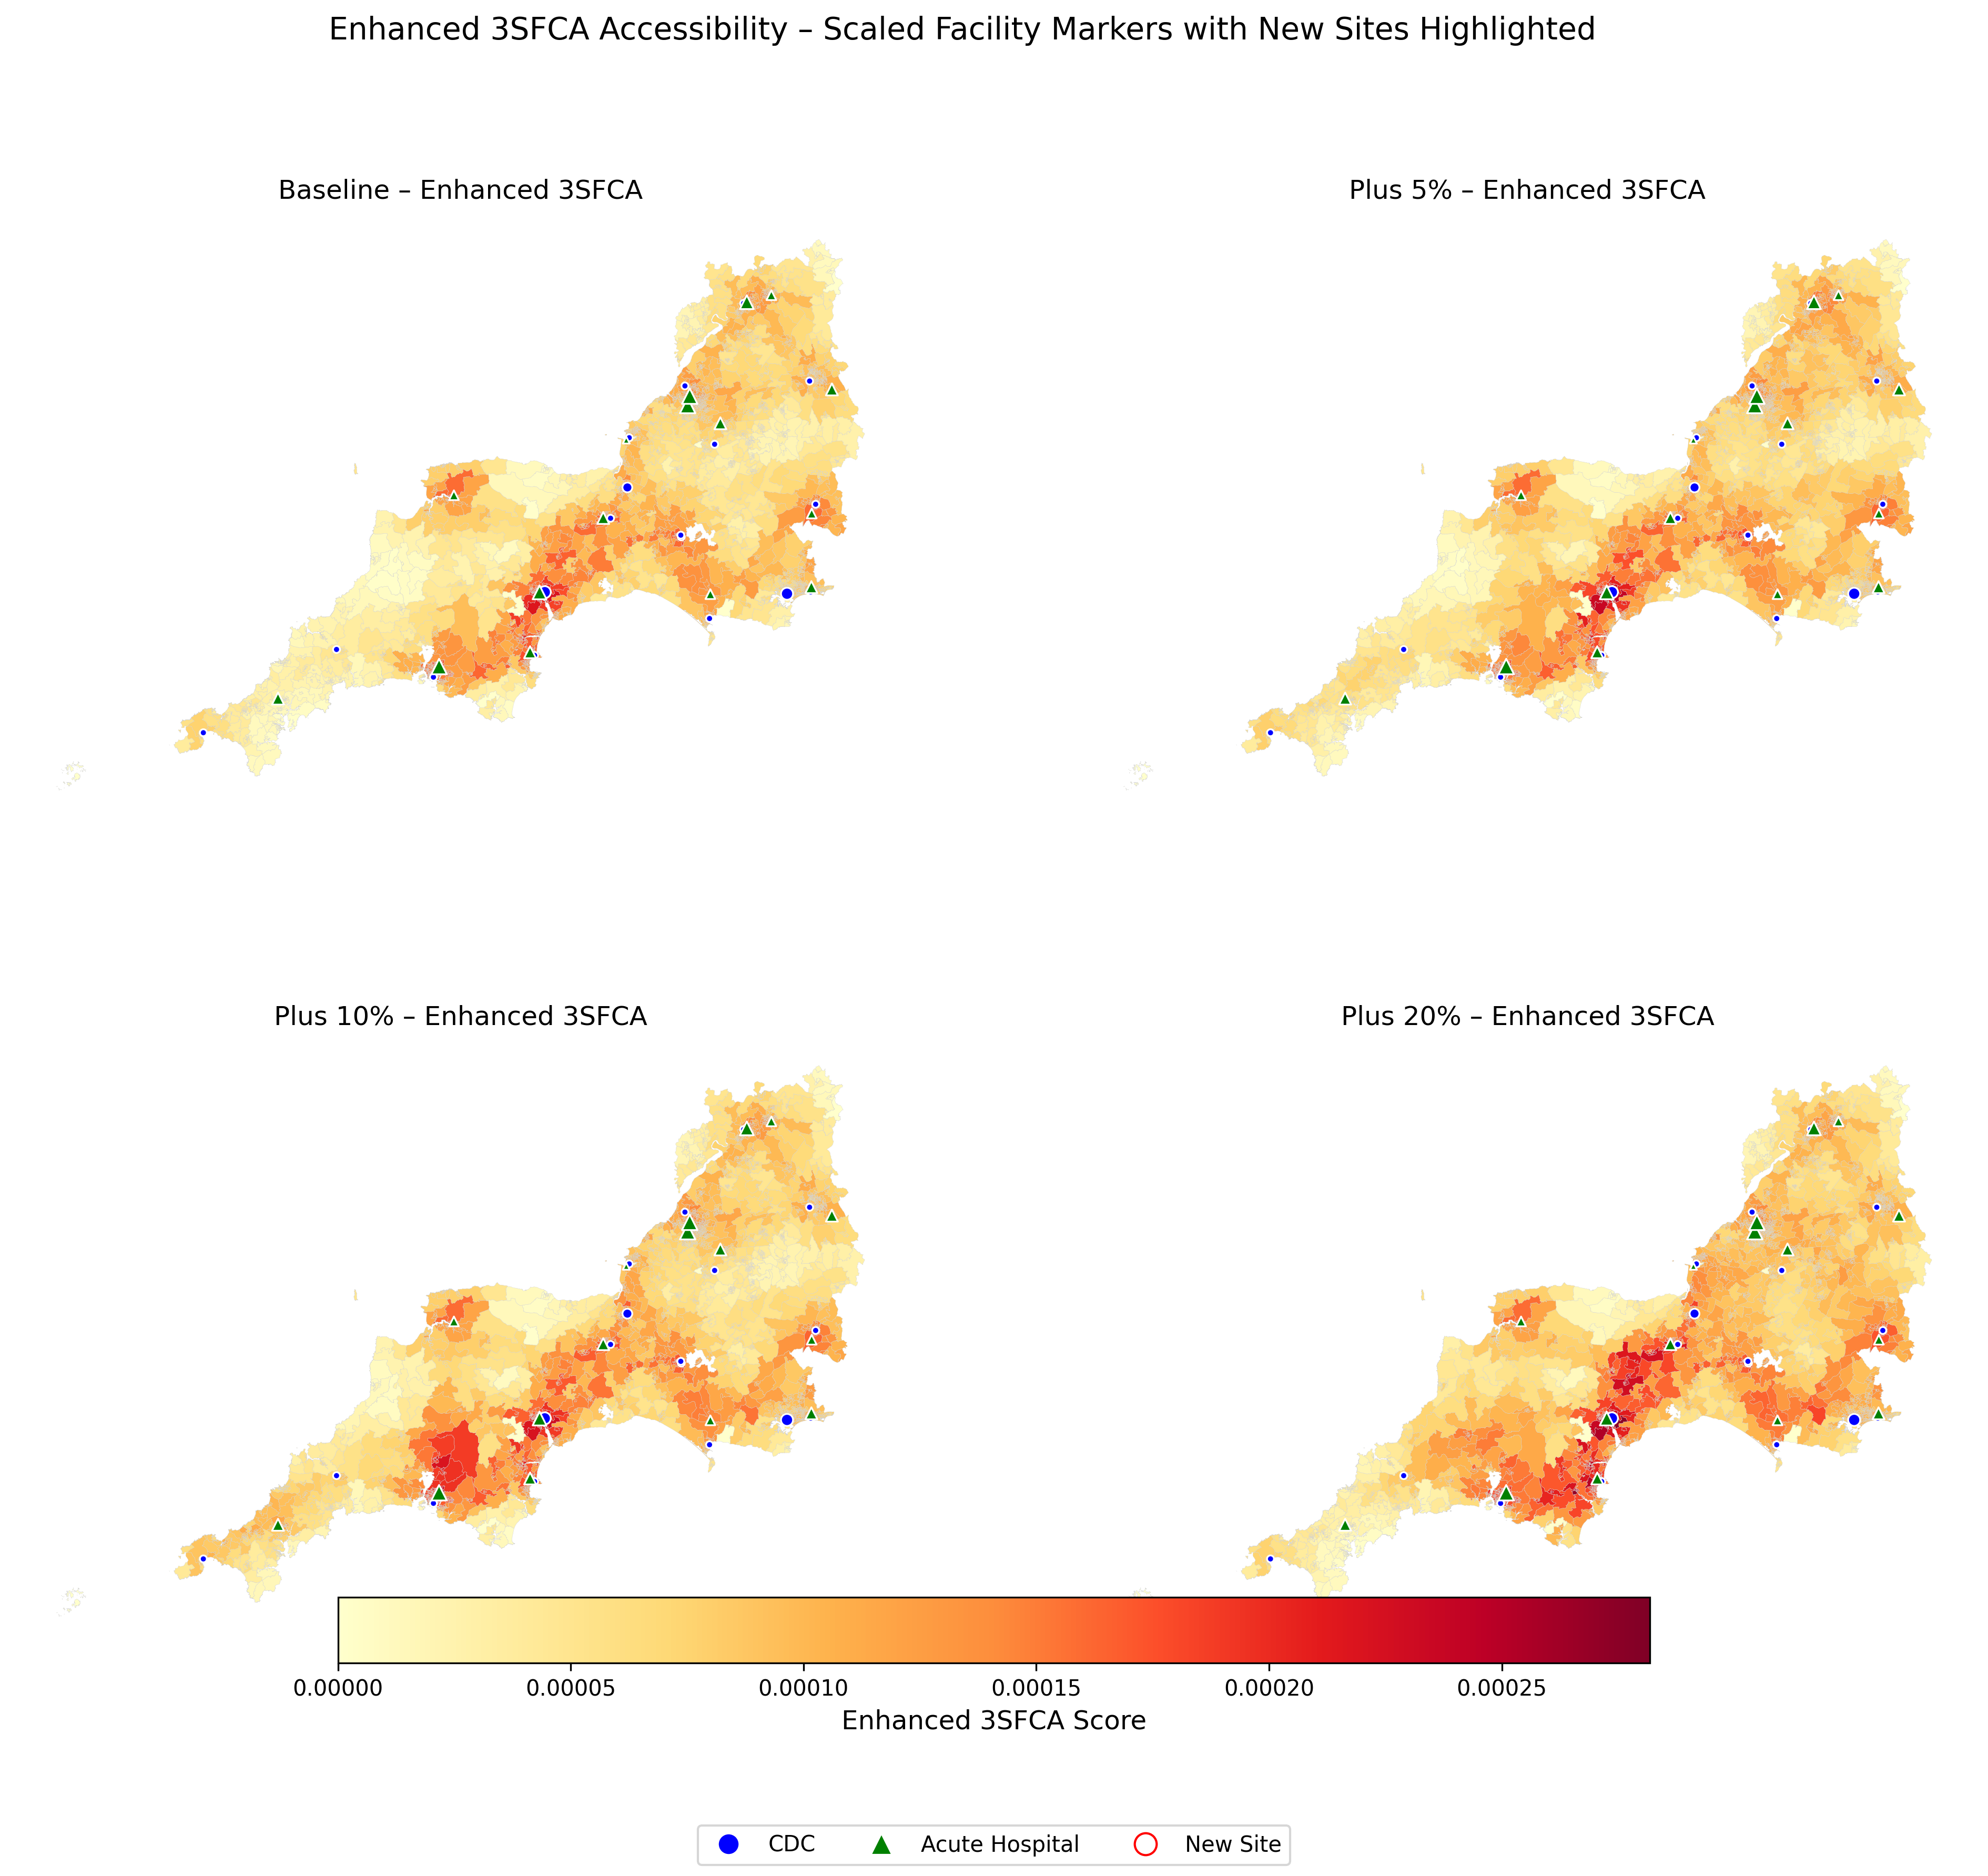 Enhanced 3SFCA Accessibility – Scaled Facility Markers with New Sites Highlighted
Baseline – Enhanced 3SFCA
Plus 5% – Enhanced 3SFCA
Plus 10% – Enhanced 3SFCA
Plus 20% – Enhanced 3SFCA
0.00000 0.00005 0.00010 0.00015 0.00020 0.00025
Enhanced 3SFCA Score
CDC Acute Hospital New Site